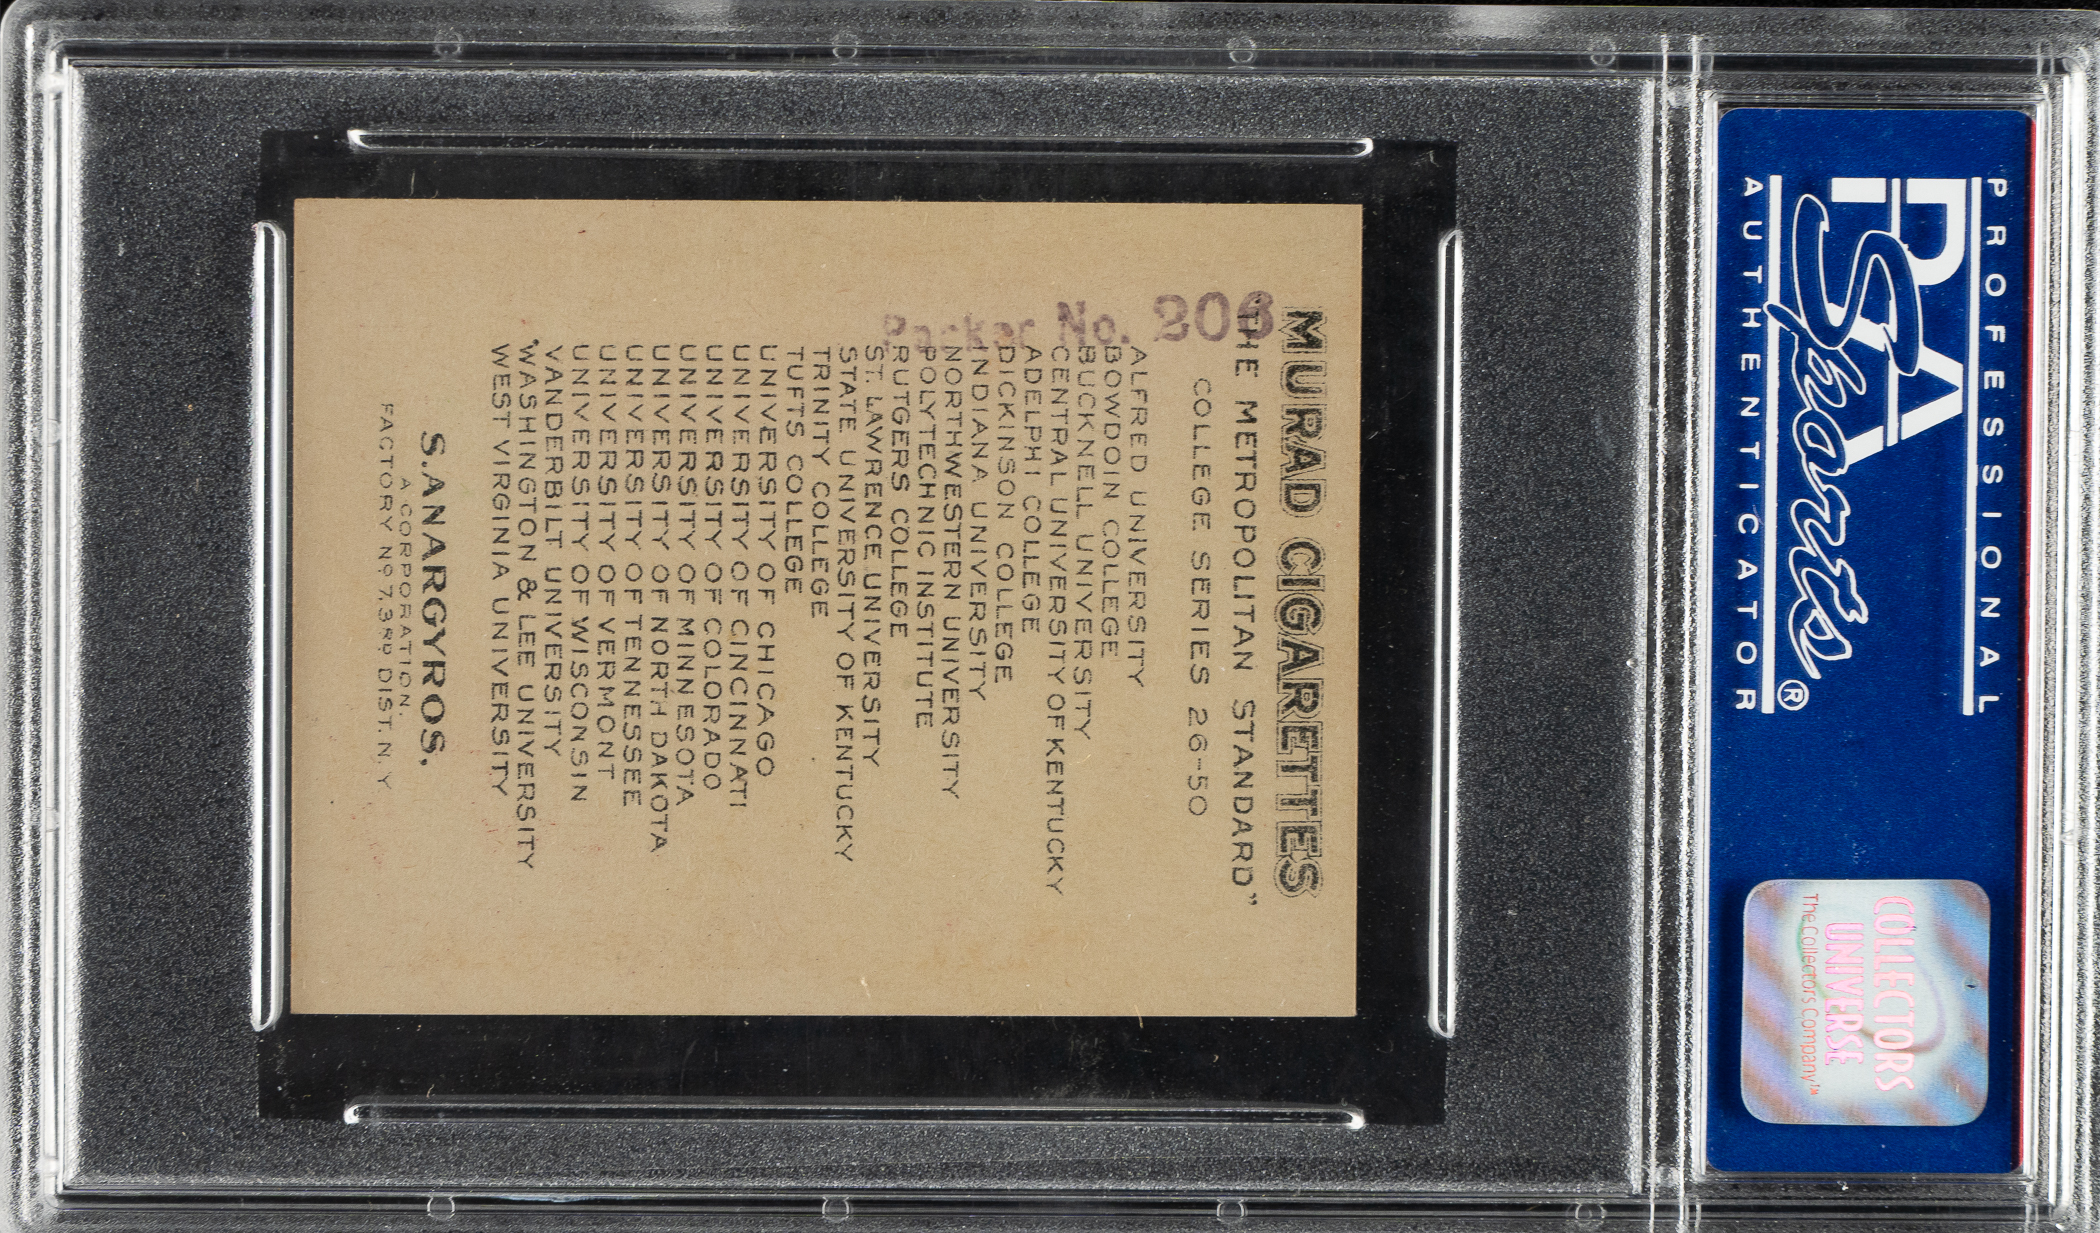 PROFESSIONAL
PSA
Sports®
AUTHENTICATOR
COLLECTORS
UNIVERSE
The Collectors Company™
MURAD CIGARETTES
"THE METROPOLITAN STANDARD"
COLLEGE SERIES 26-50
Packer No. 206
ALFRED UNIVERSITY
BOWDOIN COLLEGE
BUCKNELL UNIVERSITY
CENTRAL UNIVERSITY OF KENTUCKY
ADELPHI COLLEGE
DICKINSON COLLEGE
INDIANA UNIVERSITY
NORTHWESTERN UNIVERSITY
POLYTECHNIC INSTITUTE
RUTGERS COLLEGE
ST. LAWRENCE UNIVERSITY
STATE UNIVERSITY OF KENTUCKY
TRINITY COLLEGE
TUFTS COLLEGE
UNIVERSITY OF CHICAGO
UNIVERSITY OF CINCINNATI
UNIVERSITY OF COLORADO
UNIVERSITY OF MINNESOTA
UNIVERSITY OF NORTH DAKOTA
UNIVERSITY OF TENNESSEE
UNIVERSITY OF VERMONT
UNIVERSITY OF WISCONSIN
VANDERBILT UNIVERSITY
WASHINGTON & LEE UNIVERSITY
WEST VIRGINIA UNIVERSITY
S. ANARGYROS,
A CORPORATION.
FACTORY Nº 7, 3RD DIST. N.Y